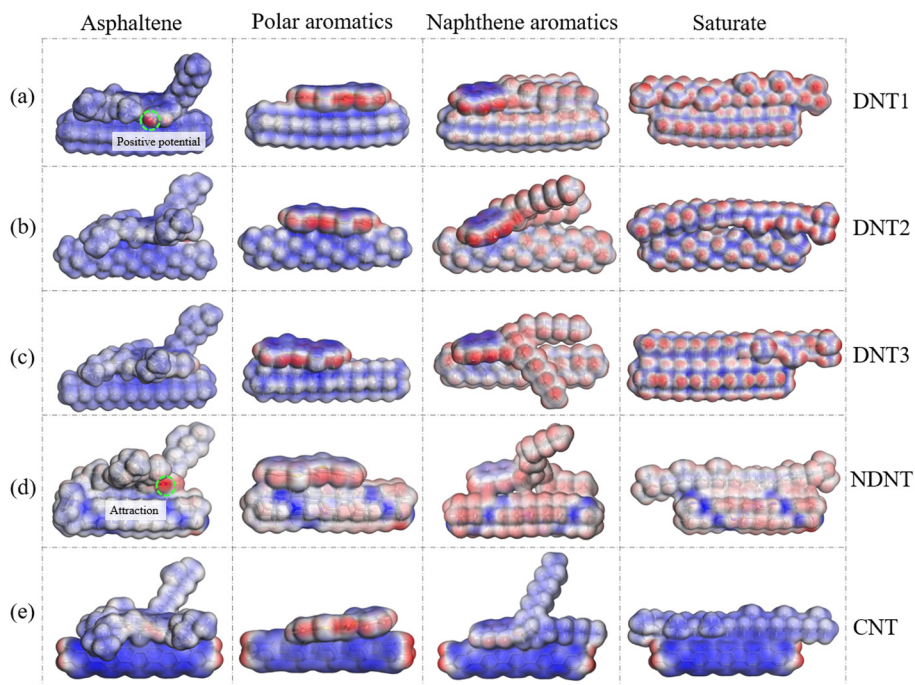 Asphaltene Polar aromatics Naphthene aromatics Saturate
(a) DNT1
Positive potential
(b) DNT2
(c) DNT3
(d) NDNT
Attraction
(e) CNT